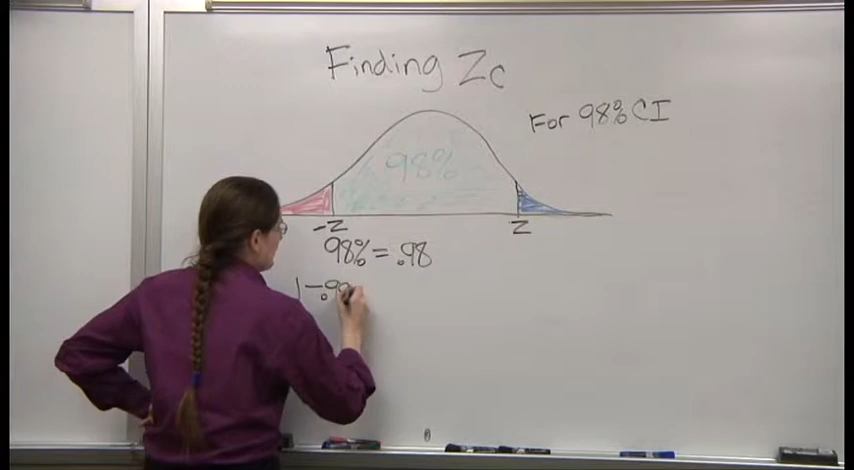 Finding Zc
For 98% CI
98%
-Z
Z
98% = .98
1-.98